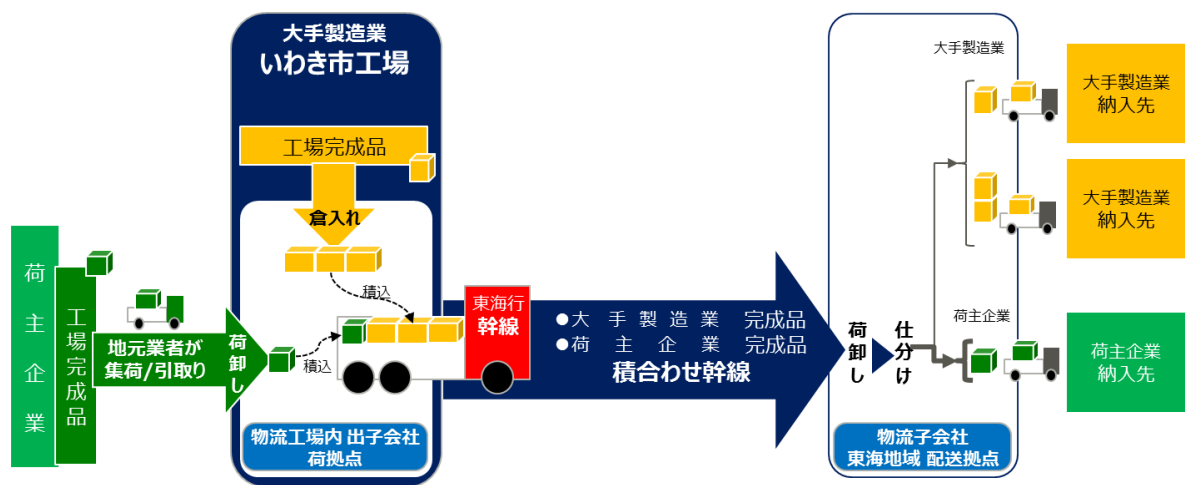 荷主企業
工場完成品
地元業者が
集荷/引取り
荷卸し
大手製造業
いわき市工場
工場完成品
倉入れ
積込
積込
東海行
幹線
物流工場内 出子会社
荷拠点
●大手製造業 完成品
●荷主企業 完成品
積合わせ幹線
荷卸し
仕分け
大手製造業
荷主企業
物流子会社
東海地域 配送拠点
大手製造業
納入先
大手製造業
納入先
荷主企業
納入先